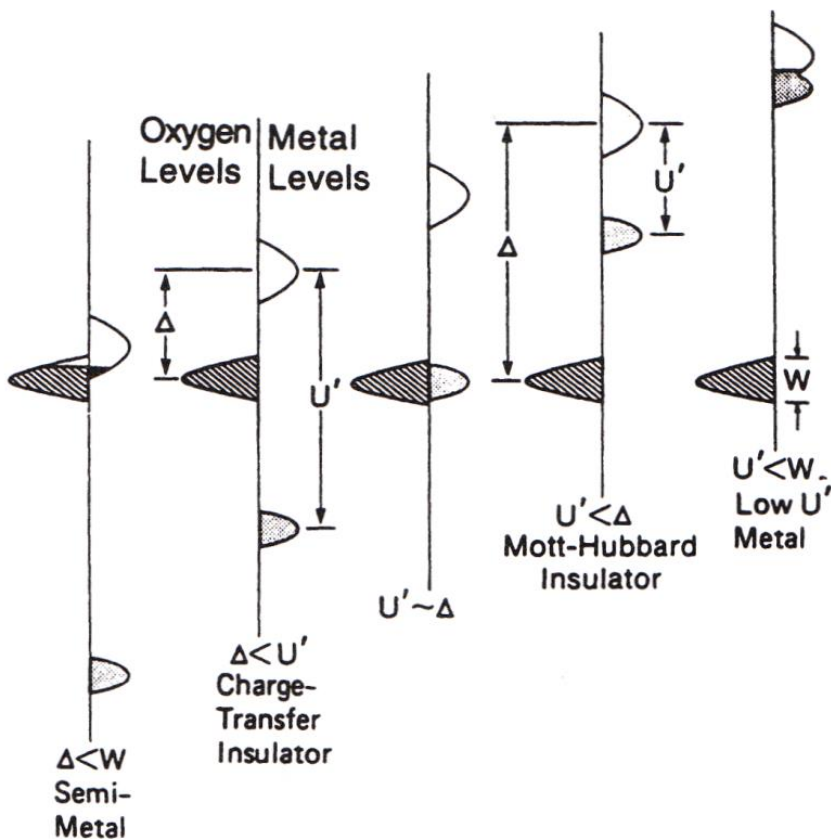 Oxygen Metal
Levels Levels
Δ
U'
Δ
U'
W
Δ<W
Semi-
Metal
Δ<U'
Charge-
Transfer
Insulator
U'~Δ
U'<Δ
Mott-Hubbard
Insulator
U'<W
Low U'
Metal